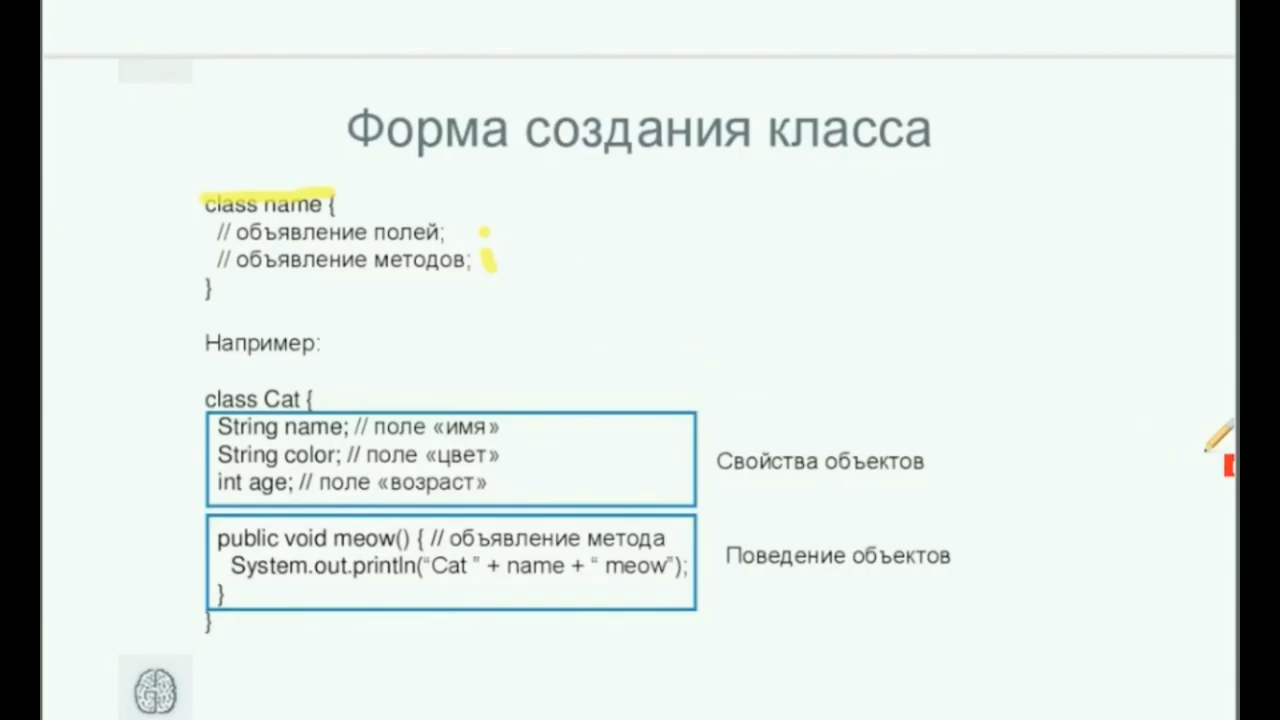 Форма создания класса
class name {
// объявление полей;
// объявление методов;
}
Например:
class Cat {
String name; // поле «имя»
String color; // поле «цвет»
int age; // поле «возраст»
Свойства объектов
public void meow() { // объявление метода
System.out.println(“Cat ” + name + “ meow”);
}
Поведение объектов
}